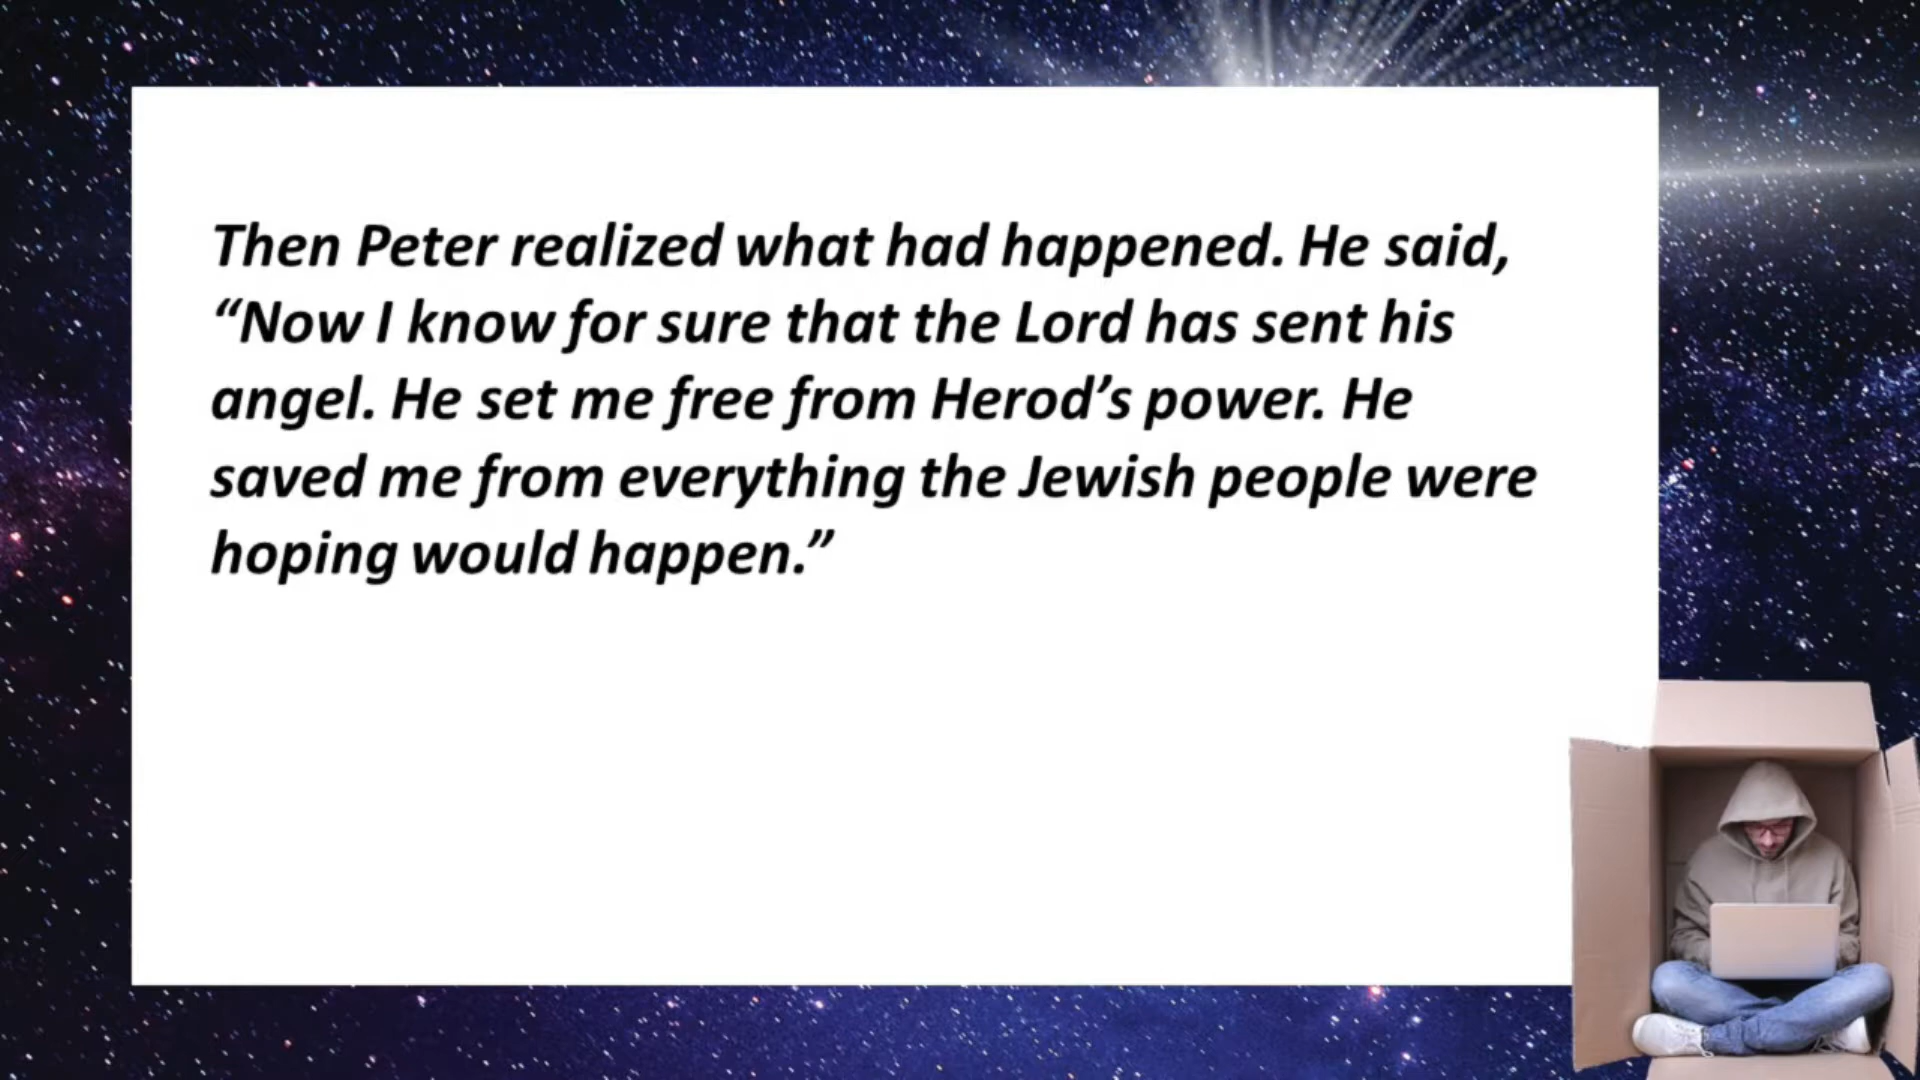 Then Peter realized what had happened. He said,
“Now I know for sure that the Lord has sent his
angel. He set me free from Herod’s power. He
saved me from everything the Jewish people were
hoping would happen.”